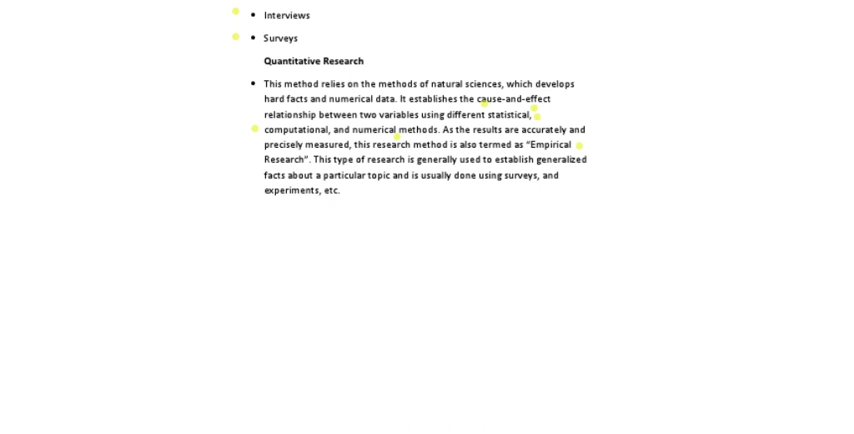 • Interviews
• Surveys
Quantitative Research
• This method relies on the methods of natural sciences, which develops
hard facts and numerical data. It establishes the cause-and-effect
relationship between two variables using different statistical,
computational, and numerical methods. As the results are accurately and
precisely measured, this research method is also termed as “Empirical
Research”. This type of research is generally used to establish generalized
facts about a particular topic and is usually done using surveys, and
experiments, etc.